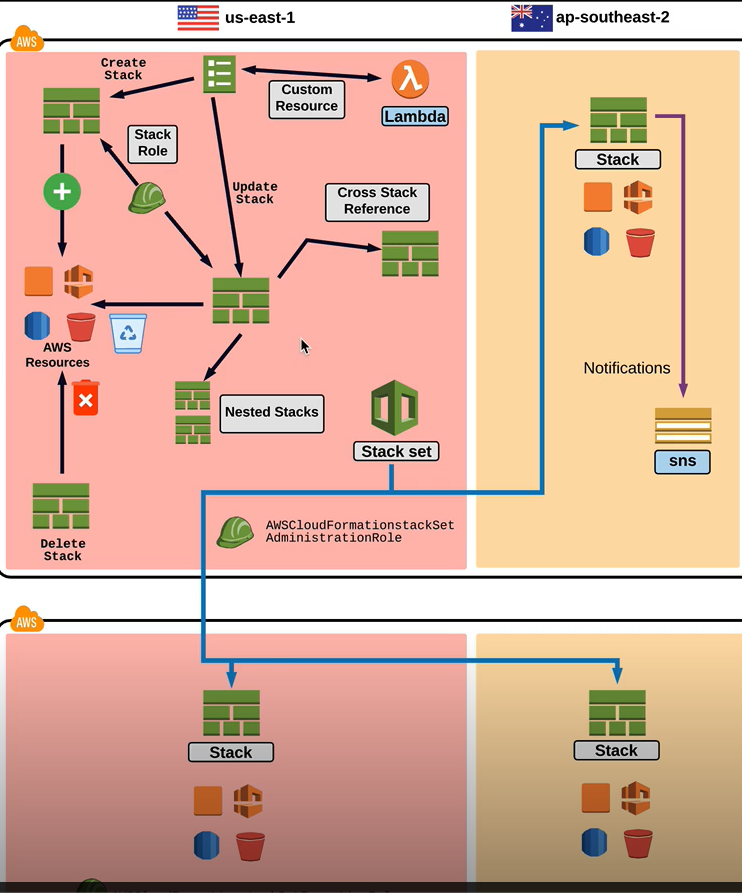 us-east-1
ap-southeast-2
AWS
Create
Stack
Custom
Resource
Lambda
Stack
Role
Update
Stack
Cross Stack
Reference
Stack
AWS
Resources
Nested Stacks
Notifications
Stack set
sns
Delete
Stack
AWSCloudFormationstackSet
AdministrationRole
AWS
Stack
Stack